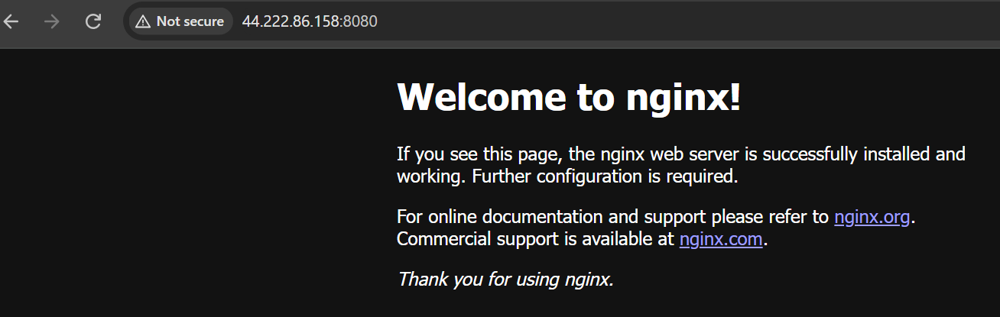 Not secure 44.222.86.158:8080
Welcome to nginx!
If you see this page, the nginx web server is successfully installed and
working. Further configuration is required.
For online documentation and support please refer to nginx.org.
Commercial support is available at nginx.com.
Thank you for using nginx.